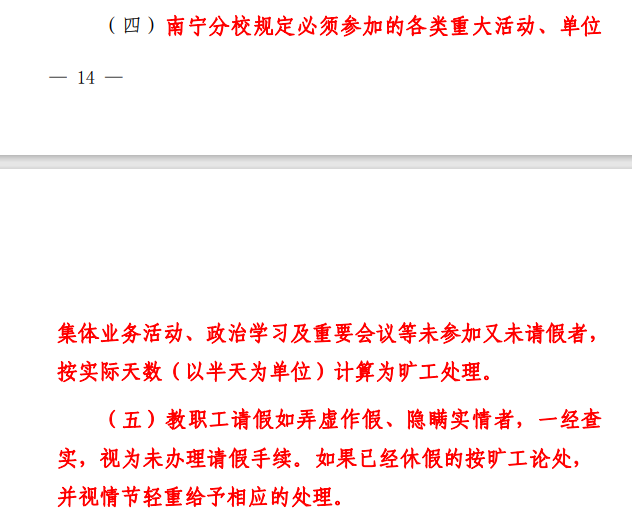 （四）南宁分校规定必须参加的各类重大活动、单位
— 14 —
集体业务活动、政治学习及重要会议等未参加又未请假者，
按实际天数（以半天为单位）计算为旷工处理。
（五）教职工请假如弄虚作假、隐瞒实情者，一经查
实，视为未办理请假手续。如果已经休假的按旷工论处，
并视情节轻重给予相应的处理。